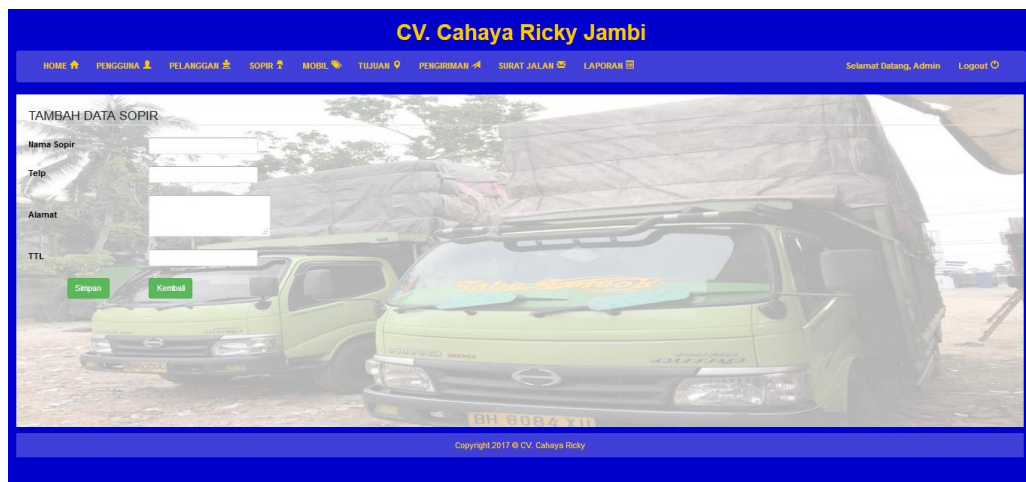 CV. Cahaya Ricky Jambi
HOME PENGGUNA PELANGGAN SOPIR MOBIL TUJUAN PENGIRIMAN SURAT JALAN LAPORAN Selamat Datang, Admin Logout
TAMBAH DATA SOPIR
Nama Sopir
Telp
Alamat
TTL
Simpan Kembali
BH 8084 XU
Copyright 2017 © CV. Cahaya Ricky